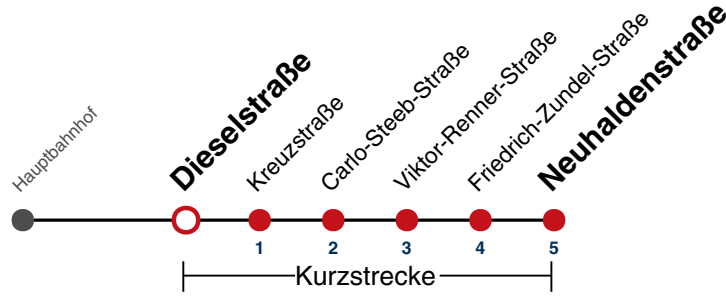 Hauptbahnhof
Dieselstraße
Kreuzstraße
Carlo-Steeb-Straße
Viktor-Renner-Straße
Friedrich-Zundel-Straße
Neuhaldenstraße
1 2 3 4 5
Kurzstrecke